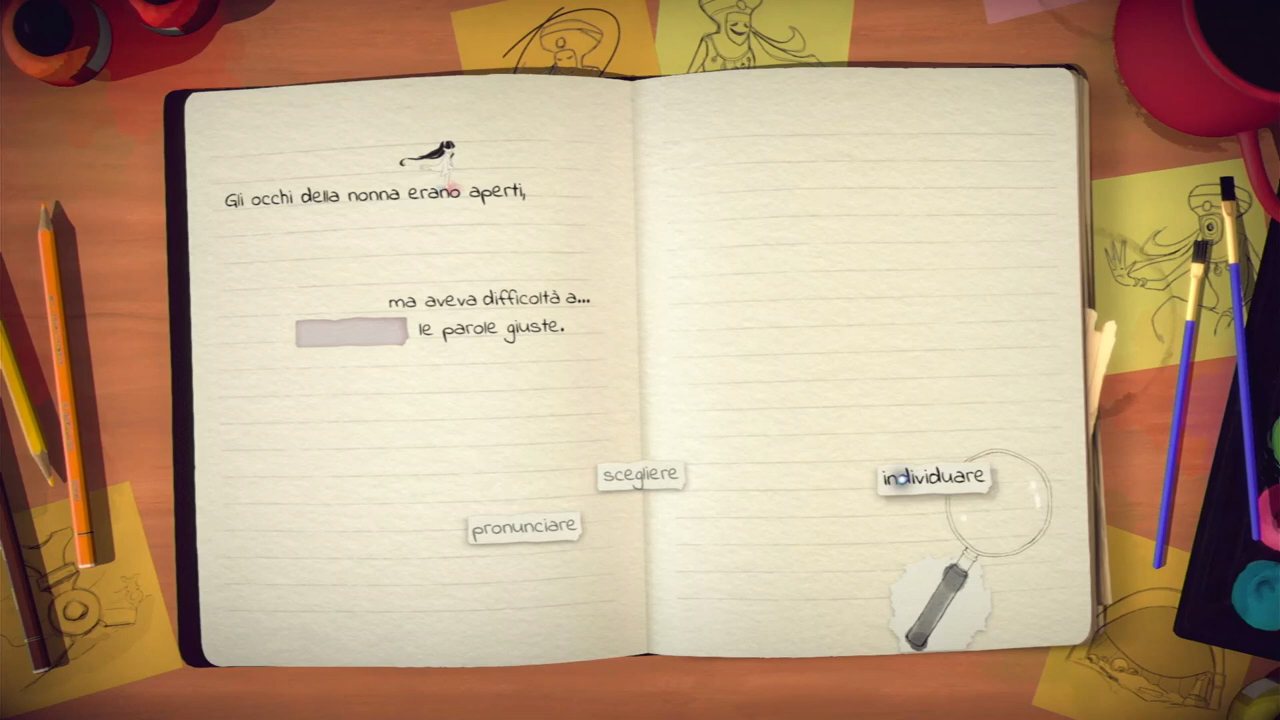 Gli occhi della nonna erano aperti,
ma aveva difficoltà a...
le parole giuste.
scegliere
individuare
pronunciare